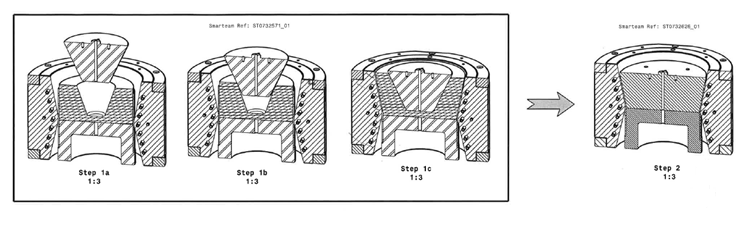 Smarteam Ref: ST0732571_01
Smarteam Ref: ST0732626_01
Step 1a
1:3
Step 1b
1:3
Step 1c
1:3
Step 2
1:3